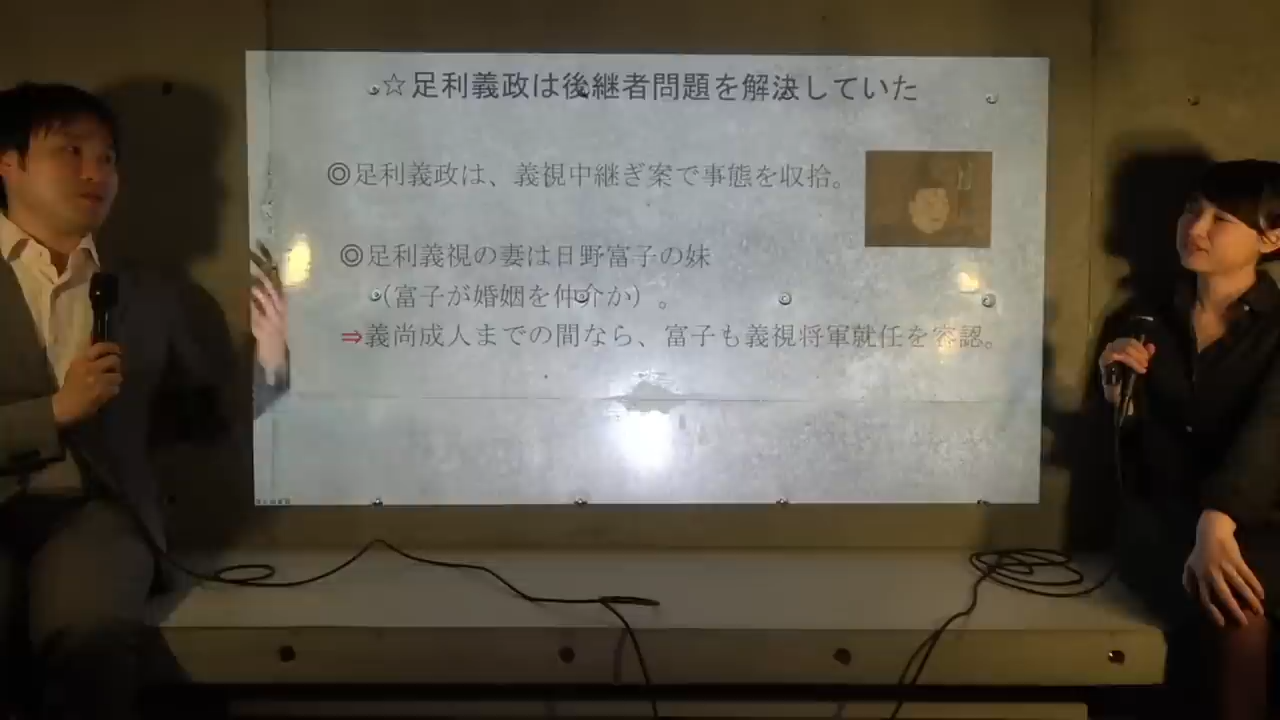 ☆足利義政は後継者問題を解決していた
◎足利義政は、義視中継ぎ案で事態を収拾。
◎足利義視の妻は日野富子の妹
(富子が婚姻を仲介か)。
⇒義尚成人までの間なら、富子も義視将軍就任を容認。